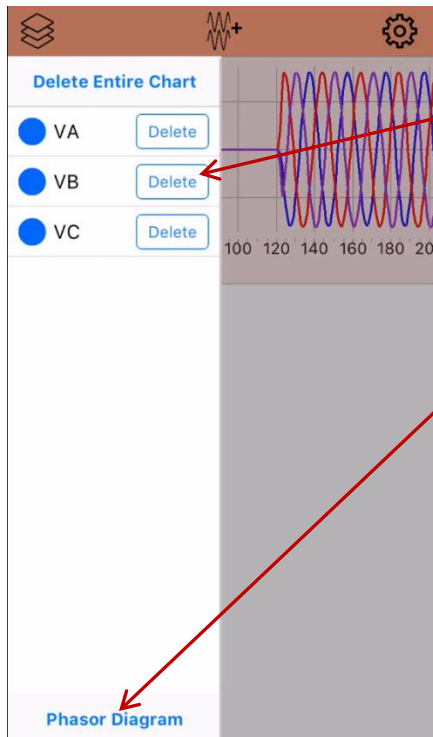 +
Delete Entire Chart
VA Delete
VB Delete
VC Delete
100 120 140 160 180 20
Phasor Diagram